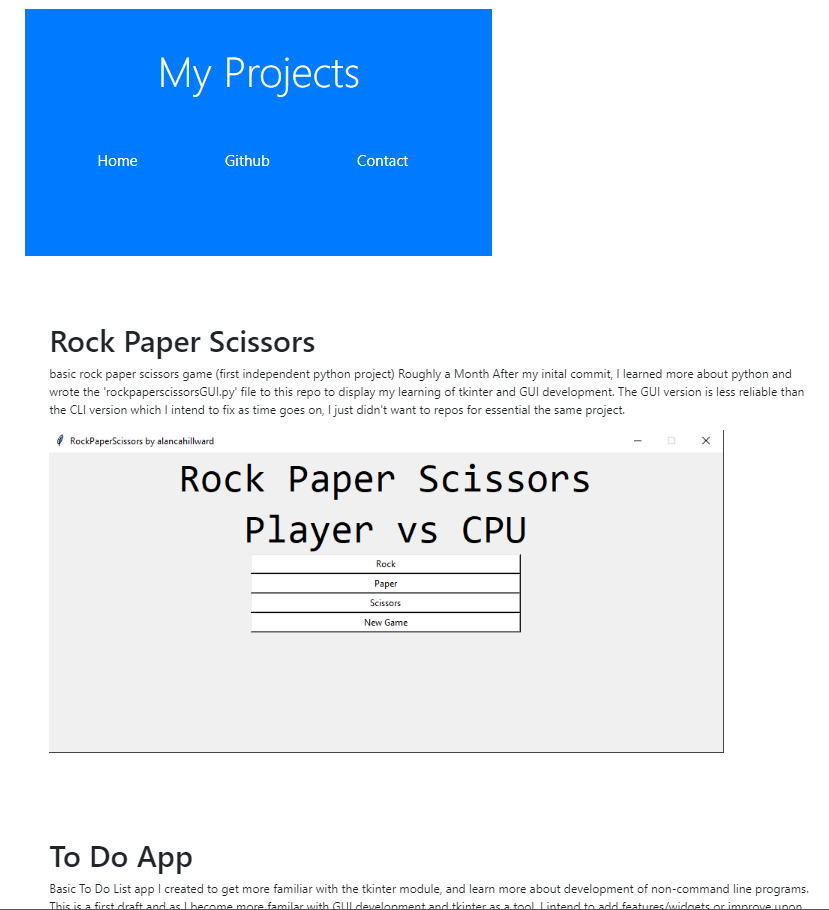 My Projects
Home Github Contact
Rock Paper Scissors
basic rock paper scissors game (first independent python project) Roughly a Month After my inital commit, I learned more about python and
wrote the 'rockpaperscissorsGUI.py' file to this repo to display my learning of tkinter and GUI development. The GUI version is less reliable than
the CLI version which I intend to fix as time goes on, I just didn't want to repos for essential the same project.
RockPaperScissors by alancahillward
Rock Paper Scissors
Player vs CPU
Rock
Paper
Scissors
New Game
To Do App
Basic To Do List app I created to get more familiar with the tkinter module, and learn more about development of non-command line programs.
This is a first draft and as I become more familar with GUI development and tkinter as a tool, I intend to add features/widgets or improve upon